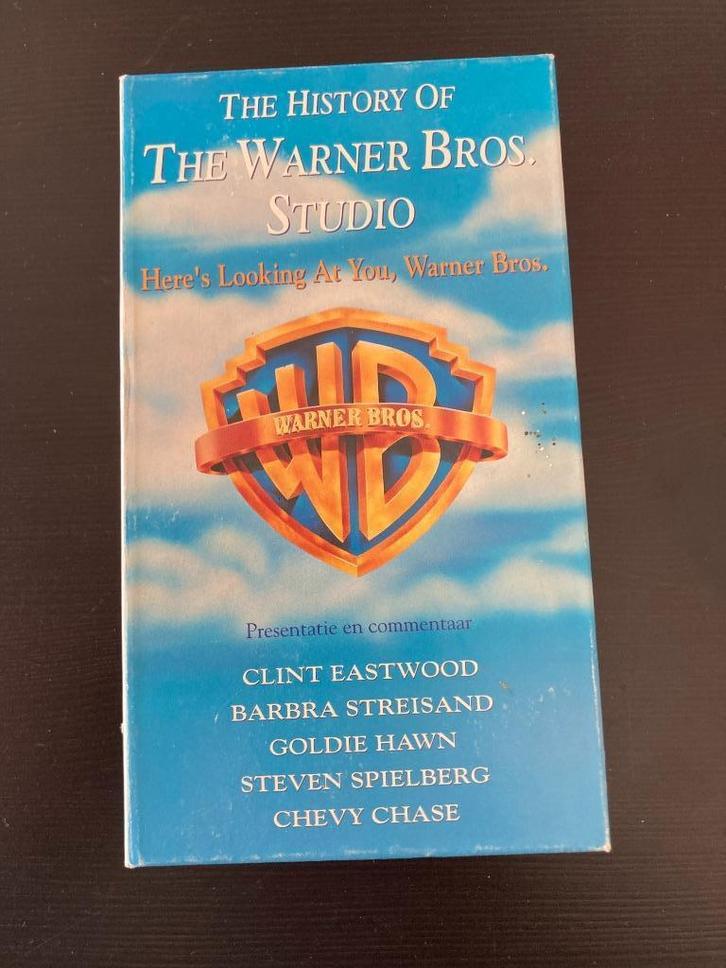 THE HISTORY OF
THE WARNER BROS.
STUDIO
Here's Looking At You, Warner Bros.
WB
WARNER BROS.
Presentatie en commentaar
CLINT EASTWOOD
BARBRA STREISAND
GOLDIE HAWN
STEVEN SPIELBERG
CHEVY CHASE